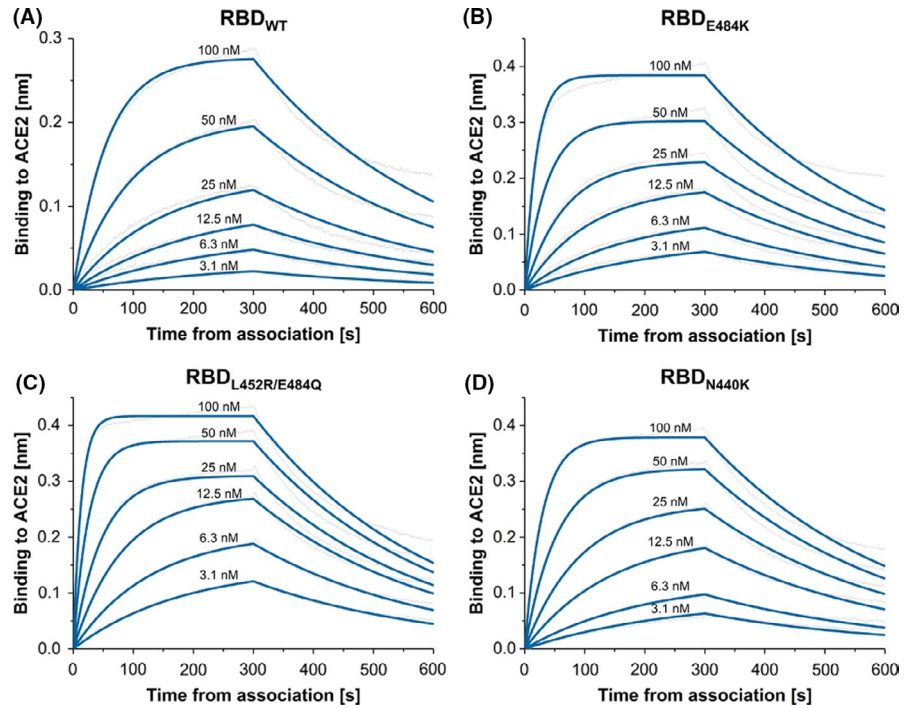 (A)
RBD_WT
Binding to ACE2 [nm]
0.3
0.2
0.1
0.0
100 nM
50 nM
25 nM
12.5 nM
6.3 nM
3.1 nM
0 100 200 300 400 500 600
Time from association [s]
(B)
RBD_E484K
Binding to ACE2 [nm]
0.4
0.3
0.2
0.1
0.0
100 nM
50 nM
25 nM
12.5 nM
6.3 nM
3.1 nM
0 100 200 300 400 500 600
Time from association [s]
(C)
RBD_L452R/E484Q
Binding to ACE2 [nm]
0.4
0.3
0.2
0.1
0.0
100 nM
50 nM
25 nM
12.5 nM
6.3 nM
3.1 nM
0 100 200 300 400 500 600
Time from association [s]
(D)
RBD_N440K
Binding to ACE2 [nm]
0.4
0.3
0.2
0.1
0.0
100 nM
50 nM
25 nM
12.5 nM
6.3 nM
3.1 nM
0 100 200 300 400 500 600
Time from association [s]